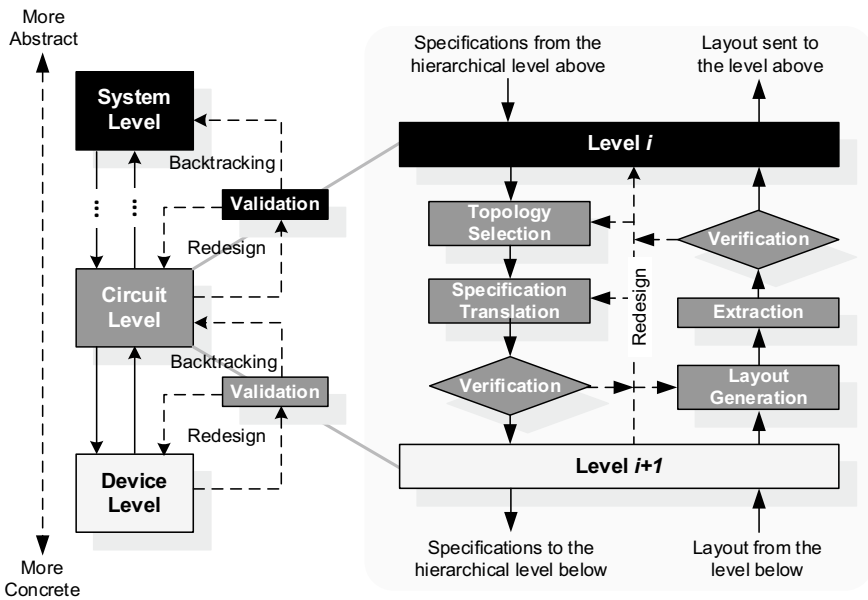 More
Abstract
System
Level
Backtracking
Validation
Redesign
Circuit
Level
Backtracking
Validation
Redesign
Device
Level
More
Concrete
Specifications from the
hierarchical level above
Layout sent to
the level above
Level i
Topology
Selection
Verification
Specification
Translation
Redesign
Extraction
Verification
Layout
Generation
Level i+1
Specifications to the
hierarchical level below
Layout from the
level below